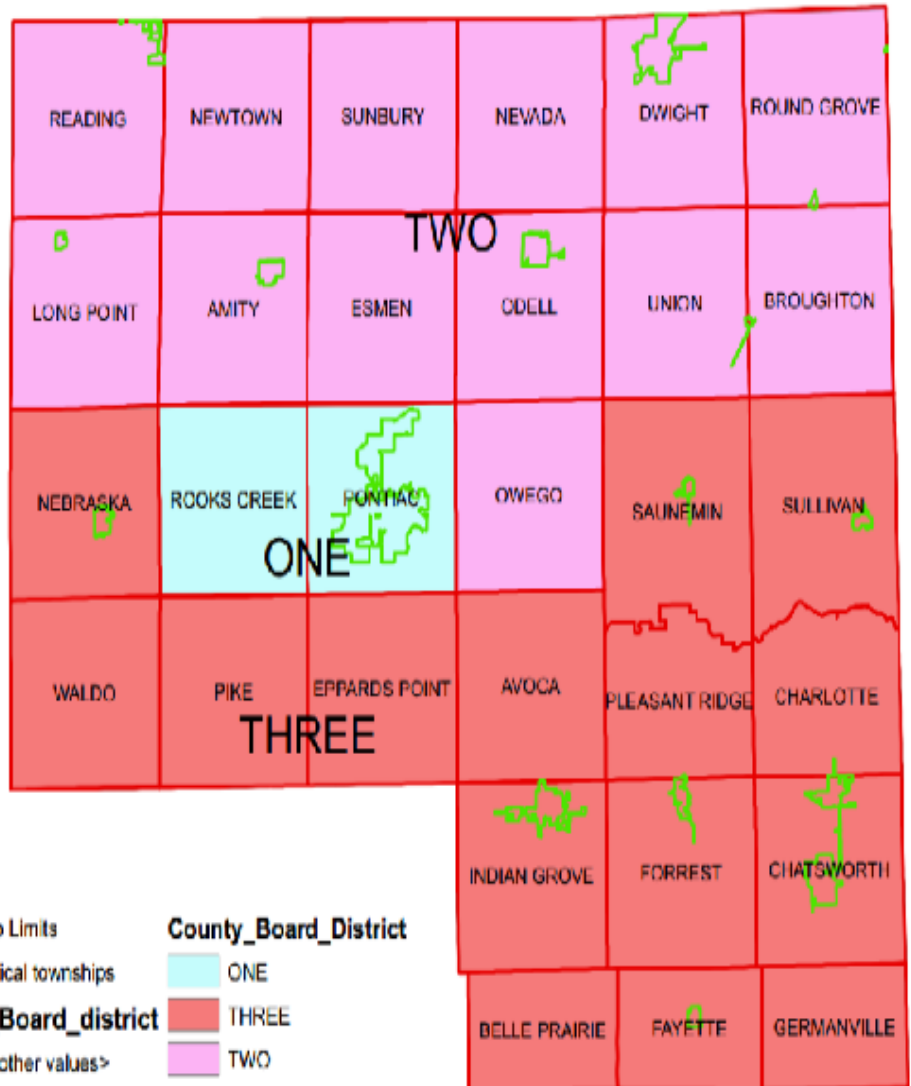 READING NEWTOWN SUNBURY NEVADA DWIGHT ROUND GROVE
TWO
LONG POINT AMITY ESMEN ODELL UNION BROUGHTON
NEBRASKA ROOKS CREEK PONTIAC OWEGO SAUNEMIN SULLIVAN
ONE
WALDO PIKE EPPARDS POINT AVOCA PLEASANT RIDGE CHARLOTTE
THREE
INDIAN GROVE FORREST CHATSWORTH
Limits County_Board_District
ical townships ONE
Board_district THREE
other values> TWO
BELLE PRAIRIE FAYETTE GERMANVILLE